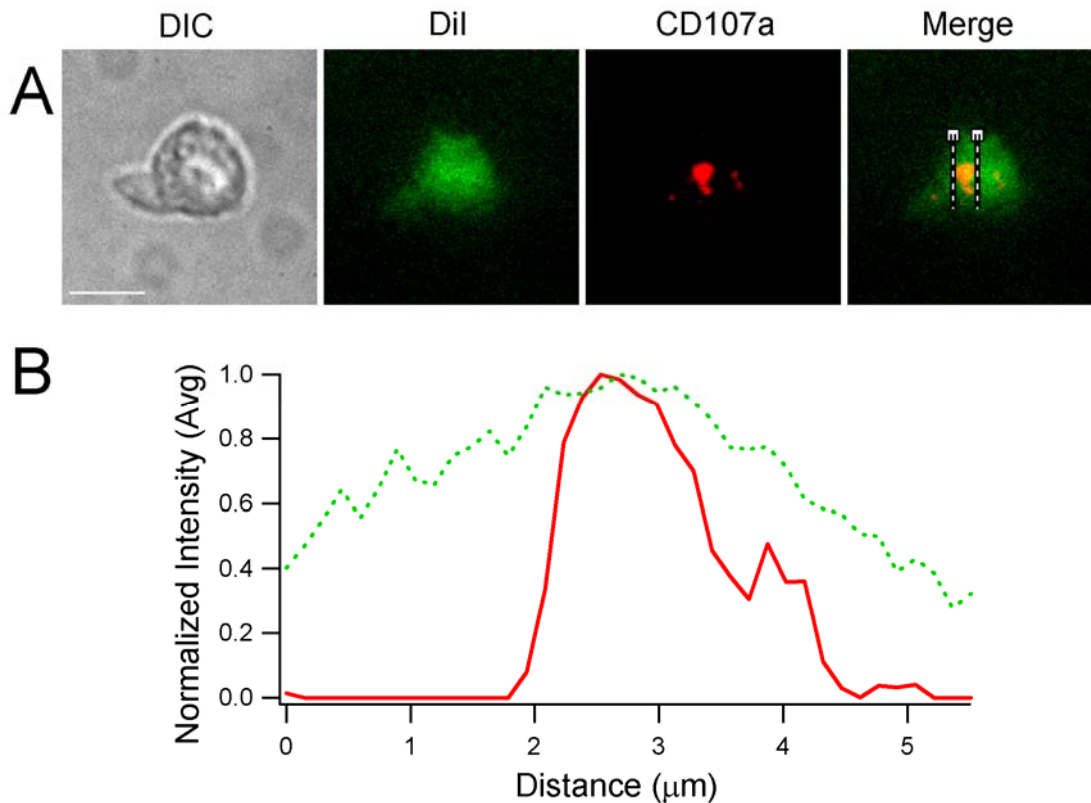 DIC DiI CD107a Merge
A
B
Normalized Intensity (Avg)
1.0
0.8
0.6
0.4
0.2
0.0
0 1 2 3 4 5
Distance (μm)